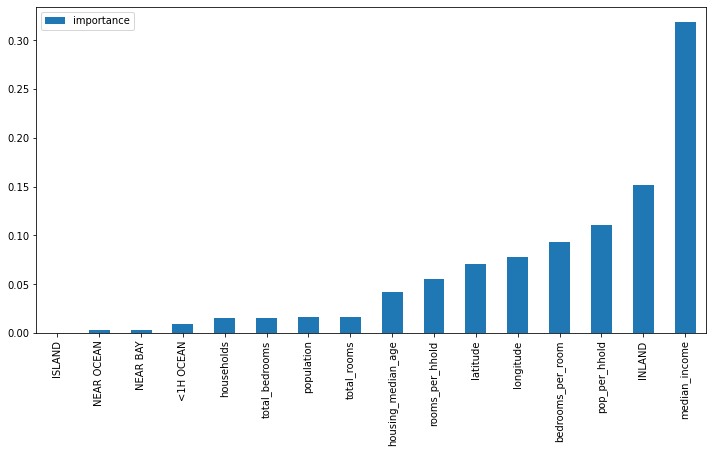 importance
0.30
0.25
0.20
0.15
0.10
0.05
0.00
ISLAND
NEAR OCEAN
NEAR BAY
<1H OCEAN
households
total_bedrooms
population
total_rooms
housing_median_age
rooms_per_hhold
latitude
longitude
bedrooms_per_room
pop_per_hhold
INLAND
median_income